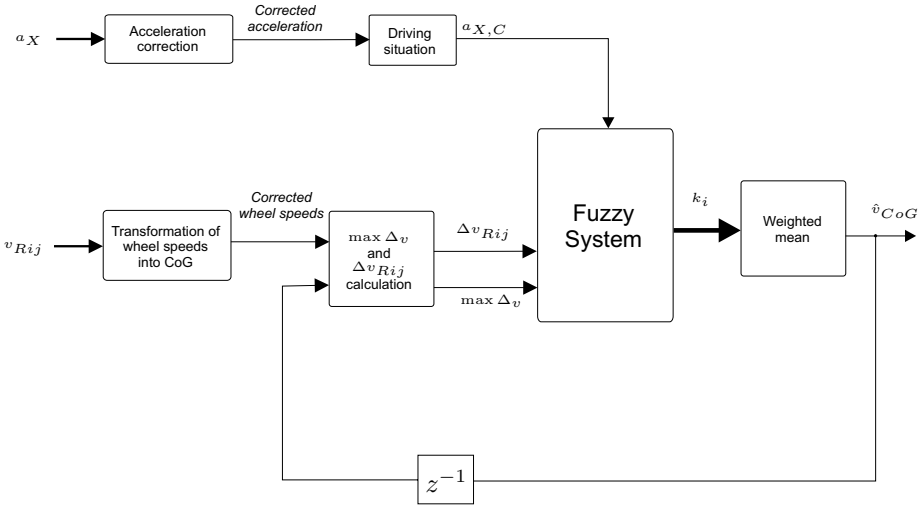 a_X
Acceleration
correction
Corrected
acceleration
Driving
situation
a_{X,C}
v_{Rij}
Transformation of
wheel speeds
into CoG
Corrected
wheel speeds
max Δ_v
and
Δv_{Rij}
calculation
Δv_{Rij}
max Δ_v
Fuzzy
System
k_i
Weighted
mean
v̂_{CoG}
z^{-1}